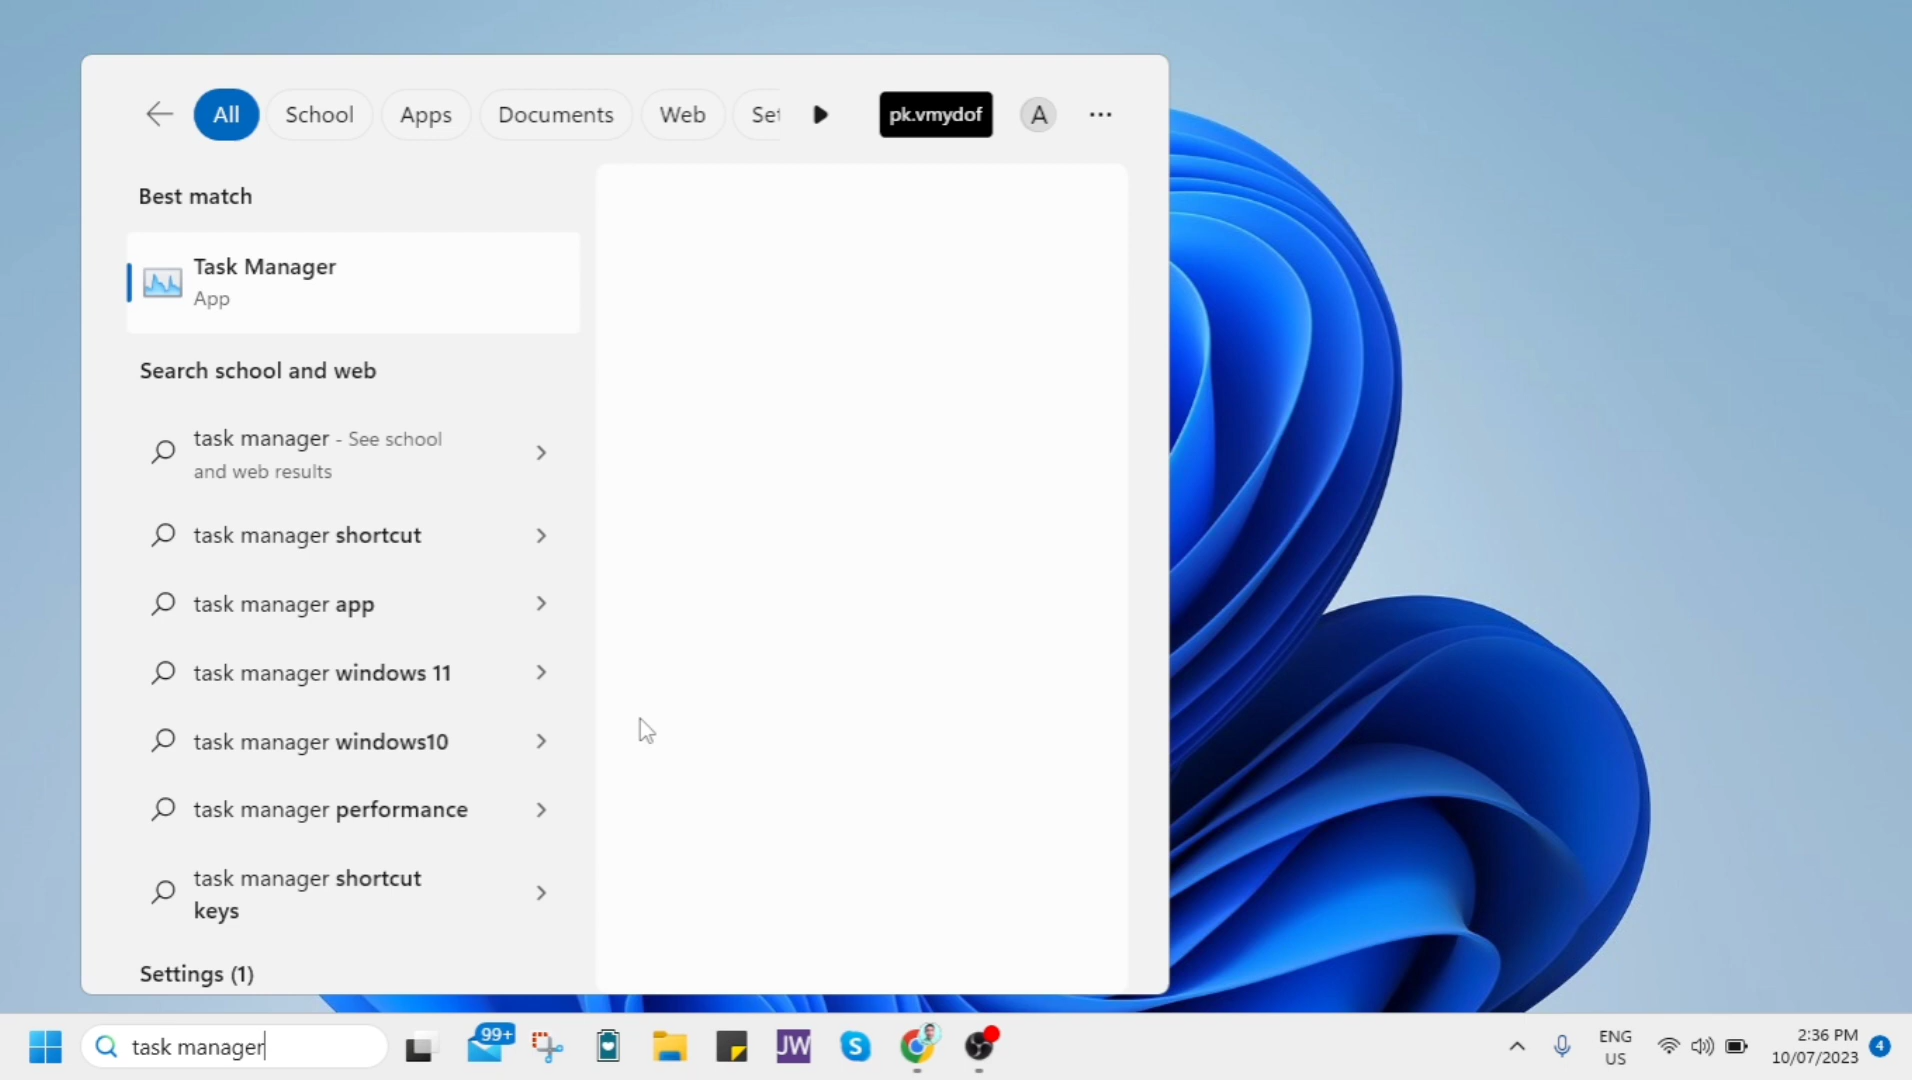 All
School
Apps
Documents
Web
Set
pk.vmydof
A
Best match
Task Manager
App
Search school and web
task manager - See school
and web results
task manager shortcut
task manager app
task manager windows 11
task manager windows10
task manager performance
task manager shortcut
keys
Settings (1)
task manager
99+
JW
S
ENG
US
2:36 PM
10/07/2023
4